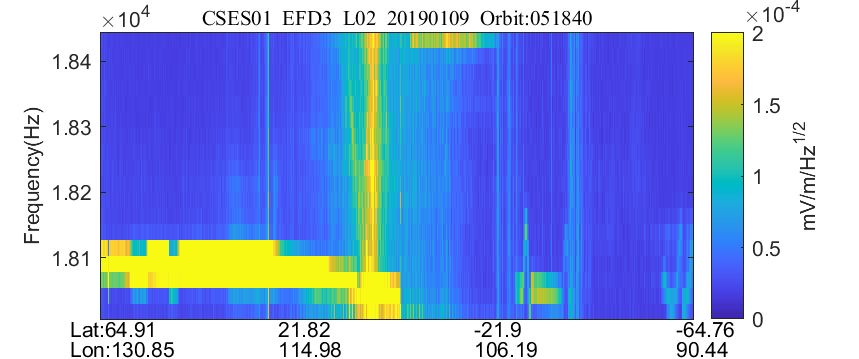 ×10⁴
CSES01 EFD3 L02 20190109 Orbit:051840
×10⁻⁴
Frequency(Hz)
1.84
1.83
1.82
1.81
2
1.5
1
0.5
0
mV/m/Hz^1/2
Lat:64.91 21.82 -21.9 -64.76
Lon:130.85 114.98 106.19 90.44